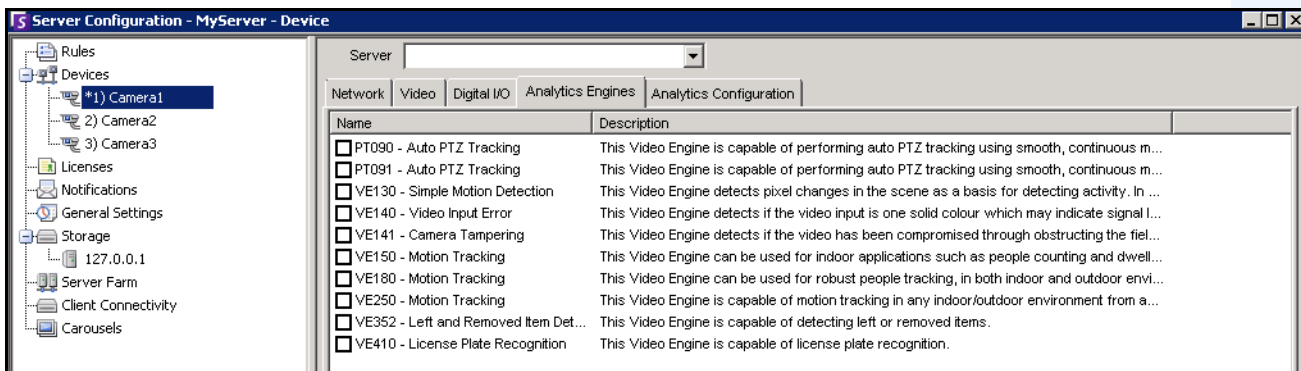 Server Configuration - MyServer - Device
Rules
Devices
*1) Camera1
2) Camera2
3) Camera3
Licenses
Notifications
General Settings
Storage
127.0.0.1
Server Farm
Client Connectivity
Carousels
Server
Network Video Digital I/O Analytics Engines Analytics Configuration
Name Description
PT090 - Auto PTZ Tracking This Video Engine is capable of performing auto PTZ tracking using smooth, continuous m...
PT091 - Auto PTZ Tracking This Video Engine is capable of performing auto PTZ tracking using smooth, continuous m...
VE130 - Simple Motion Detection This Video Engine detects pixel changes in the scene as a basis for detecting activity. In ...
VE140 - Video Input Error This Video Engine detects if the video input is one solid colour which may indicate signal l...
VE141 - Camera Tampering This Video Engine detects if the video has been compromised through obstructing the fiel...
VE150 - Motion Tracking This Video Engine can be used for indoor applications such as people counting and dwell...
VE180 - Motion Tracking This Video Engine can be used for robust people tracking, in both indoor and outdoor envi...
VE250 - Motion Tracking This Video Engine is capable of motion tracking in any indoor/outdoor environment from a...
VE352 - Left and Removed Item Det... This Video Engine is capable of detecting left or removed items.
VE410 - License Plate Recognition This Video Engine is capable of license plate recognition.